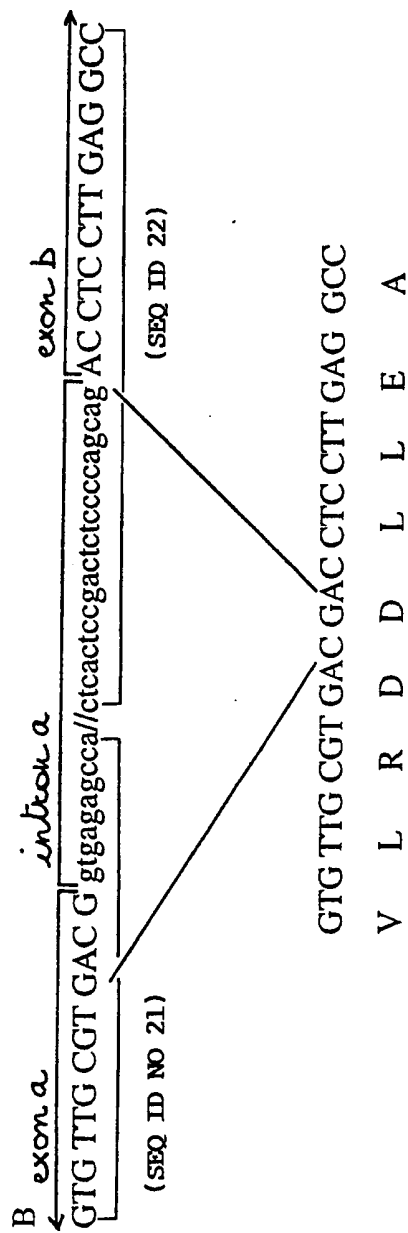 B
exon a intron a exon b
GTG TTG CGT GAC G gtgagagcca//ctcactccgactctccccagcag AC CTC CTT GAG GCC
(SEQ ID NO 21) (SEQ ID 22)
GTG TTG CGT GAC GAC CTC CTT GAG GCC
V L R D D L L E A